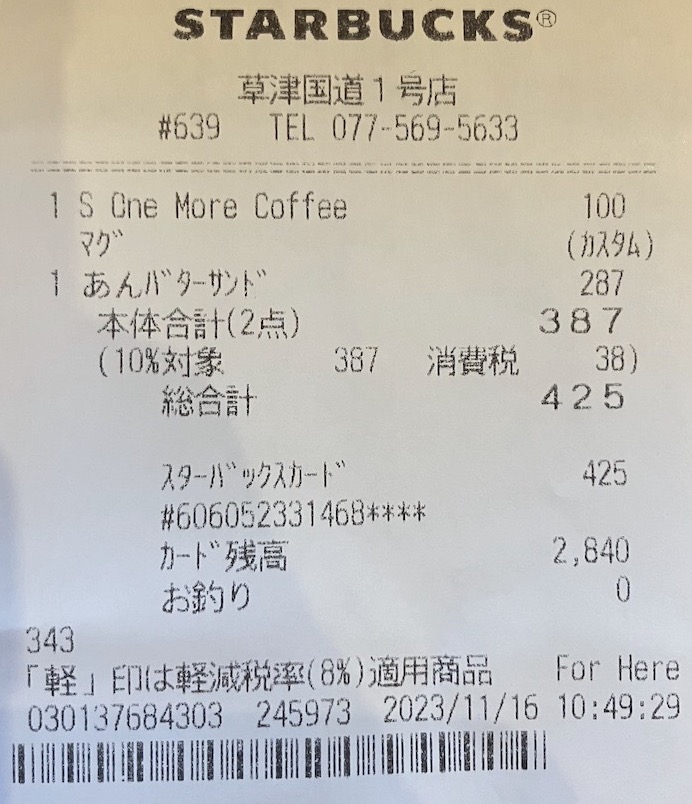 STARBUCKS®
草津国道1号店
#639 TEL 077-569-5633
1 S One More Coffee 100
マグ (カスタム)
1 あんバターサンド 287
本体合計(2点) 387
(10%対象 387 消費税 38)
総合計 425
スターバックスカード 425
#606052331468****
カード残高 2,840
お釣り 0
343
「軽」印は軽減税率(8%)適用商品 For Here
030137684303 245973 2023/11/16 10:49:29